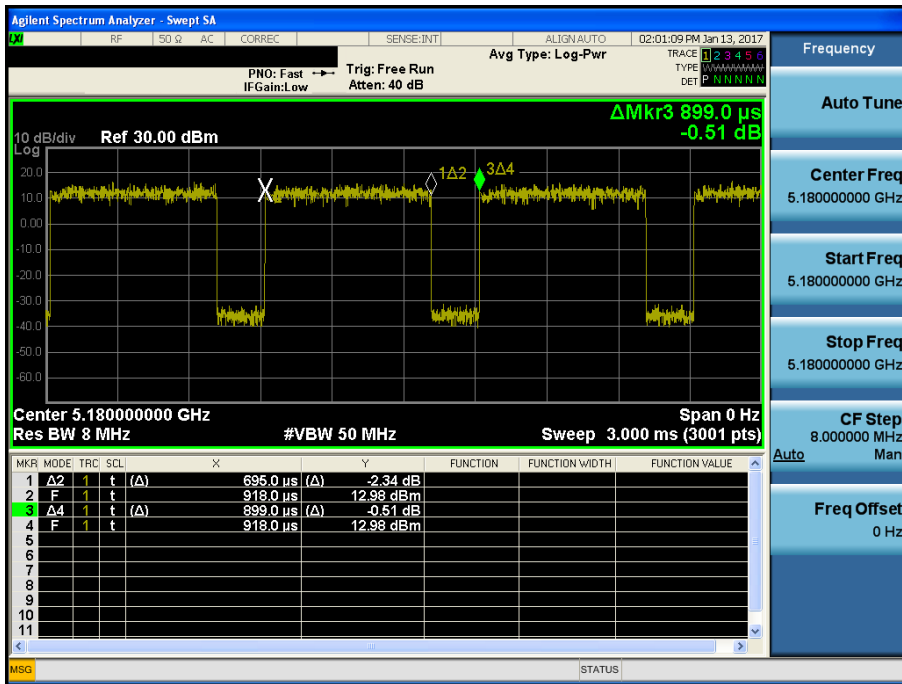 Agilent Spectrum Analyzer - Swept SA
LXI RF 50 Ω AC CORREC SENSE:INT ALIGN AUTO 02:01:09 PM Jan 13, 2017
Avg Type: Log-Pwr TRACE 1 2 3 4 5 6
PNO: Fast Trig: Free Run TYPE
IFGain:Low Atten: 40 dB DET P N N N N N
ΔMkr3 899.0 µs
-0.51 dB
10 dB/div Ref 30.00 dBm
Log
20.0
10.0
0.00
-10.0
-20.0
-30.0
-40.0
-50.0
-60.0
X 1Δ2 3Δ4
Center 5.180000000 GHz Span 0 Hz
Res BW 8 MHz #VBW 50 MHz Sweep 3.000 ms (3001 pts)
MKR MODE TRC SCL X Y FUNCTION FUNCTION WIDTH FUNCTION VALUE
1 Δ2 1 t (Δ) 695.0 µs (Δ) -2.34 dB
2 F 1 t 918.0 µs 12.98 dBm
3 Δ4 1 t (Δ) 899.0 µs (Δ) -0.51 dB
4 F 1 t 918.0 µs 12.98 dBm
5
6
7
8
9
10
11
MSG STATUS
Frequency
Auto Tune
Center Freq
5.180000000 GHz
Start Freq
5.180000000 GHz
Stop Freq
5.180000000 GHz
CF Step
8.000000 MHz
Auto Man
Freq Offset
0 Hz